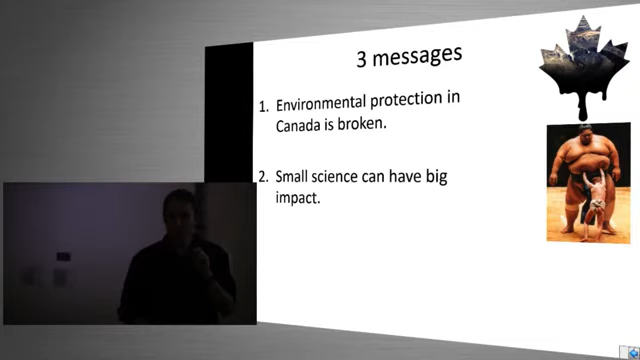 3 messages
1. Environmental protection in
Canada is broken.
2. Small science can have big
impact.